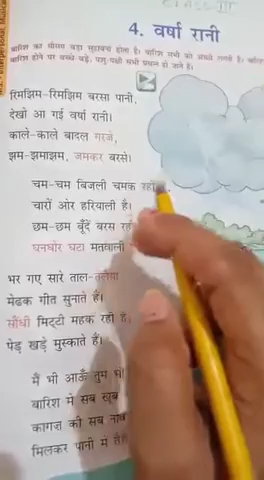 CLASS III
4. वर्षा रानी
बारिश का मौसम बड़ा सुहावना होता है। बारिश सभी को अच्छी लगती है।
बारिश होने पर बच्चे-बड़े, पशु-पक्षी सभी प्रसन्न हो जाते हैं।
रिमझिम-रिमझिम बरसा पानी,
देखो आ गई वर्षा रानी।
काले-काले बादल गरजे,
झम-झमाझम, जमकर बरसे।
चम-चम बिजली चमक रही
चारों ओर हरियाली है।
छम-छम बूँदें बरस
घनघोर घटा मतवाली
भर गए सारे ताल-तलैया
मेढक गीत सुनाते हैं।
सौंधी मिट्टी महक रही है,
पेड़ खड़े मुस्काते हैं।
मैं भी आऊँ तुम
बारिश में सब खूब
कागज की सब नाव
मिलकर पानी में